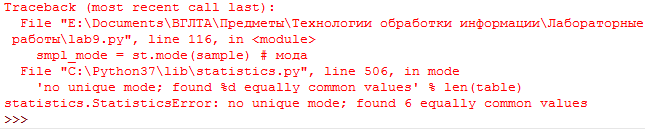 Traceback (most recent call last):
  File "E:\Documents\ВГЛТА\Предметы\Технологии обработки информации\Лабораторные
 работы\lab9.py", line 116, in <module>
    smpl_mode = st.mode(sample) # мода
  File "C:\Python37\lib\statistics.py", line 506, in mode
    'no unique mode; found %d equally common values' % len(table)
statistics.StatisticsError: no unique mode; found 6 equally common values
>>>